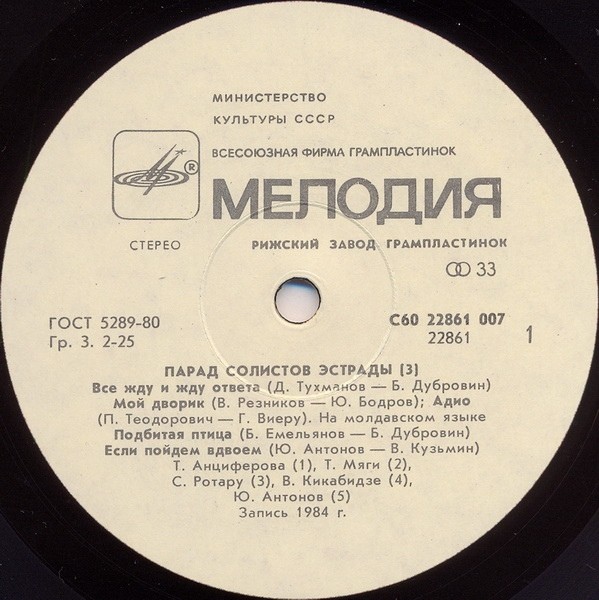 МИНИСТЕРСТВО
КУЛЬТУРЫ СССР
ВСЕСОЮЗНАЯ ФИРМА ГРАМПЛАСТИНОК
®
МЕЛОДИЯ
СТЕРЕО
РИЖСКИЙ ЗАВОД ГРАМПЛАСТИНОК
33
ГОСТ 5289-80
С60 22861 007
Гр. 3. 2-25
22861
1
ПАРАД СОЛИСТОВ ЭСТРАДЫ (3)
Все жду и жду ответа (Д. Тухманов — Б. Дубровин)
Мой дворик (В. Резников — Ю. Бодров); Адио
(П. Теодорович — Г. Виеру). На молдавском языке
Подбитая птица (Б. Емельянов — Б. Дубровин)
Если пойдем вдвоем (Ю. Антонов — В. Кузьмин)
Т. Анциферова (1), Т. Мяги (2),
С. Ротару (3), В. Кикабидзе (4),
Ю. Антонов (5)
Запись 1984 г.